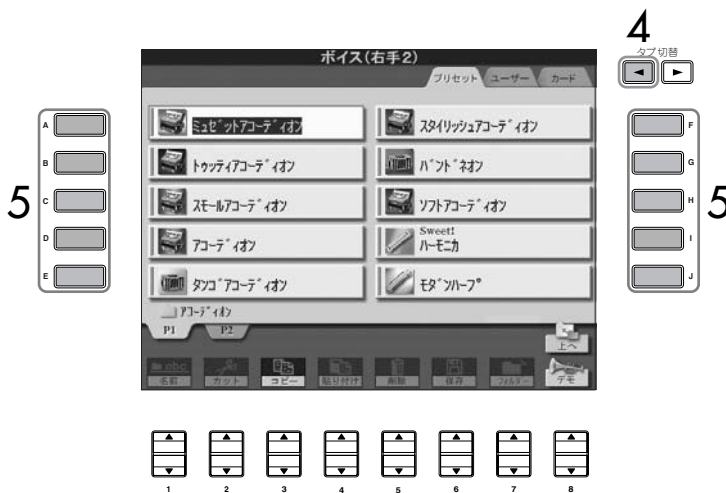 4
ボイス(右手2)
タブ切替
プリセット ユーザー カード
A
B
C
D
E
5
ミュゼットアコーディオン
トゥッティアコーディオン
スモールアコーディオン
アコーディオン
タンゴアコーディオン
スタイリッシュアコーディオン
バンドネオン
ソフトアコーディオン
Sweet!
ハーモニカ
モダンハープ
F
G
H
I
J
5
アコーディオン
P1 P2
上へ
名前 カット コピー 貼り付け 削除 保存 フォルダー デモ
1 2 3 4 5 6 7 8